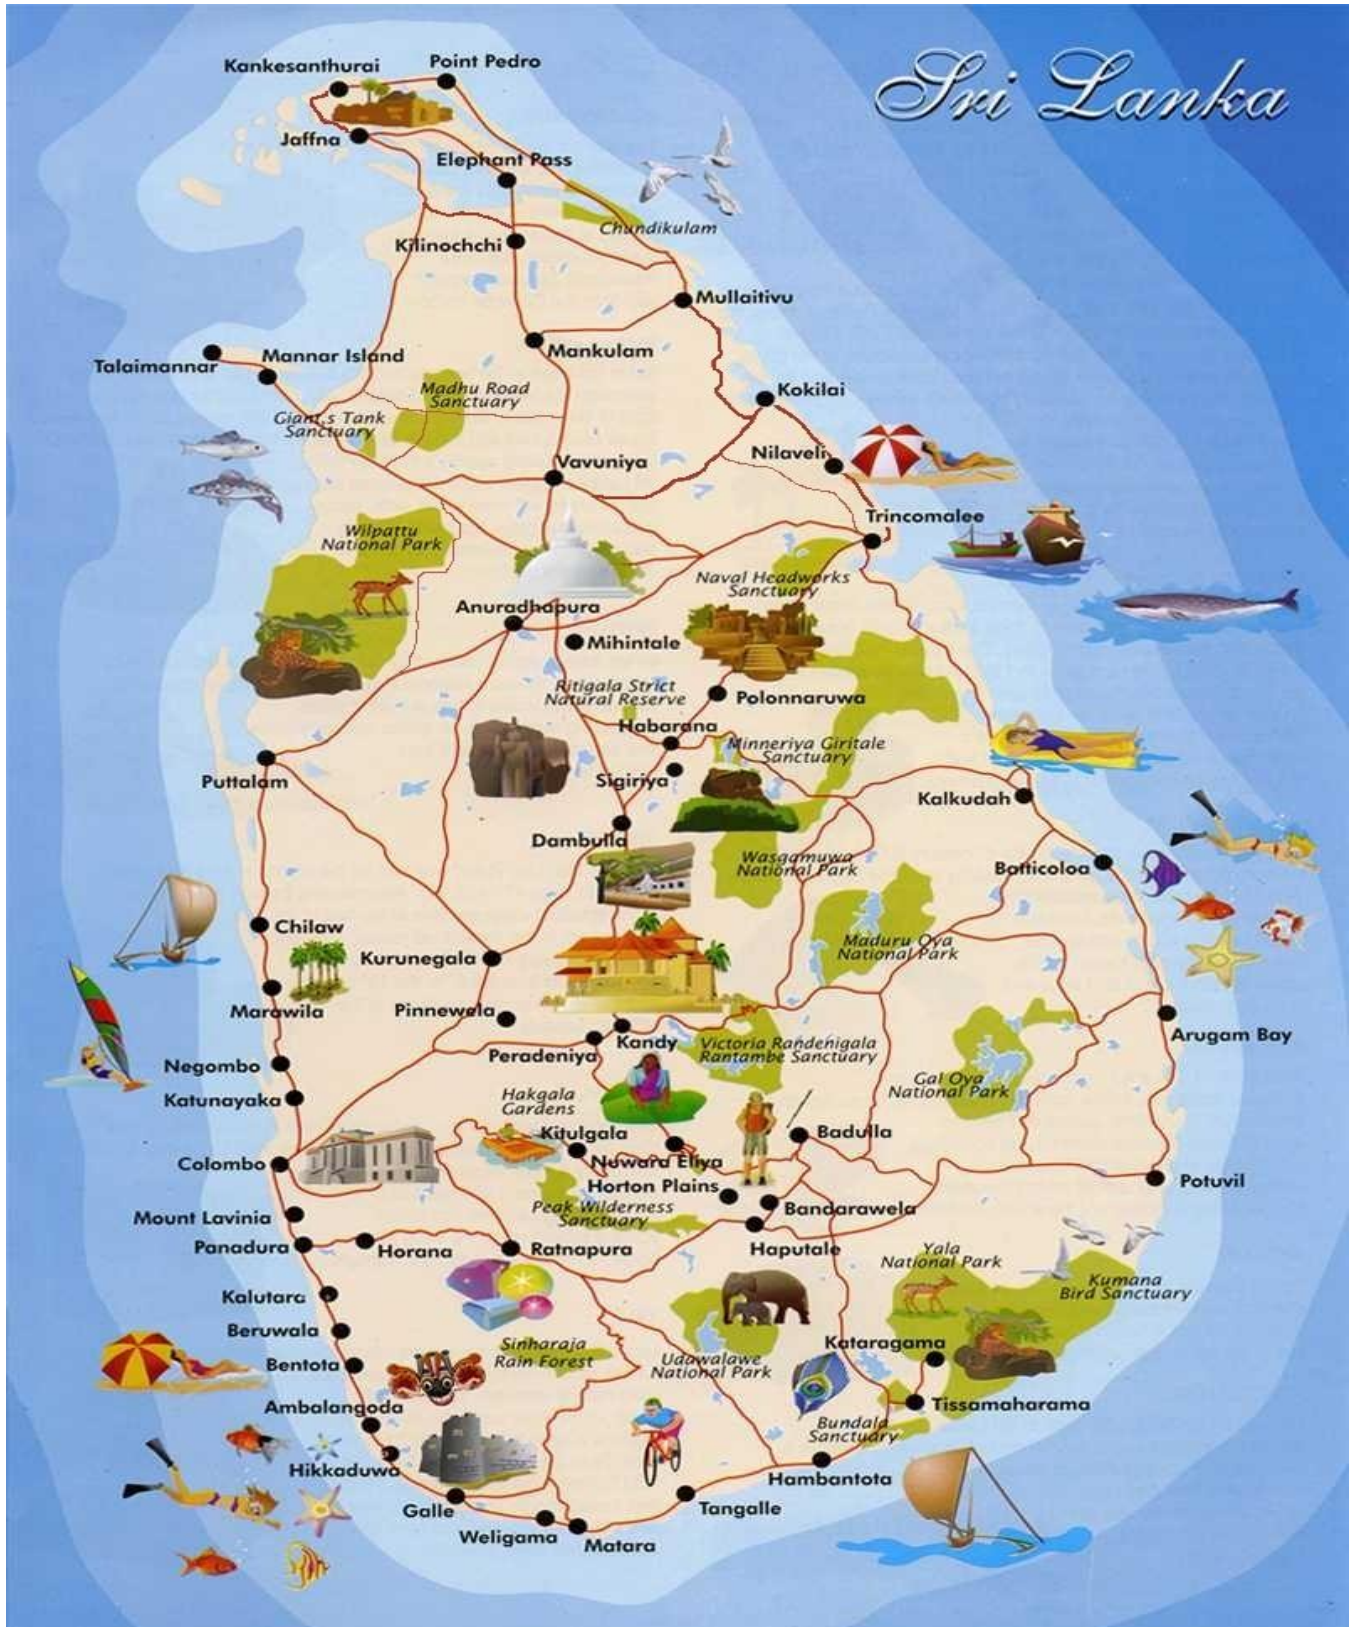 Sri Lanka
Kankesanthurai
Point Pedro
Jaffna
Elephant Pass
Chundikulam
Kilinochchi
Mullaitivu
Talaimannar
Mannar Island
Mankulam
Madhu Road
Sanctuary
Kokilai
Giant,s Tank
Sanctuary
Nilaveli
Vavuniya
Trincomalee
Wilpattu
National Park
Naval Headworks
Sanctuary
Anuradhapura
Mihintale
Ritigala Strict
Natural Reserve
Polonnaruwa
Habarana
Minneriya Giritale
Sanctuary
Puttalam
Sigiriya
Kalkudah
Dambulla
Wasgamuwa
National Park
Batticoloa
Chilaw
Kurunegala
Maduru Oya
National Park
Marawila
Pinnewela
Arugam Bay
Peradeniya
Kandy
Victoria Randenigala
Rantambe Sanctuary
Negombo
Katunayaka
Gal Oya
National Park
Hakgala
Gardens
Kitulgala
Badulla
Colombo
Nuwara Eliya
Horton Plains
Potuvil
Mount Lavinia
Peak Wilderness
Sanctuary
Bandarawela
Panadura
Horana
Ratnapura
Haputale
Yala
National Park
Kumana
Bird Sanctuary
Kalutara
Beruwala
Sinharaja
Rain Forest
Udawalawe
National Park
Kataragama
Bentota
Ambalangoda
Tissamaharama
Bundala
Sanctuary
Hikkaduwa
Hambantota
Galle
Tangalle
Weligama
Matara